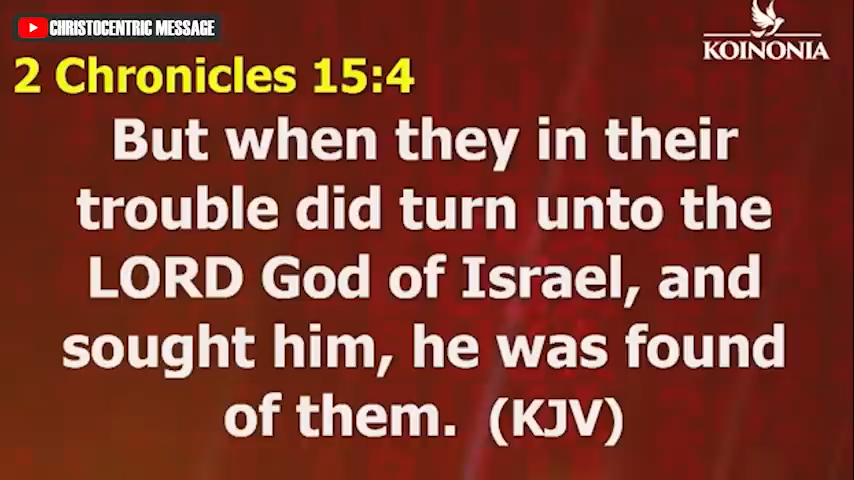 CHRISTOCENTRIC MESSAGE
KOINONIA
2 Chronicles 15:4
But when they in their
trouble did turn unto the
LORD God of Israel, and
sought him, he was found
of them. (KJV)